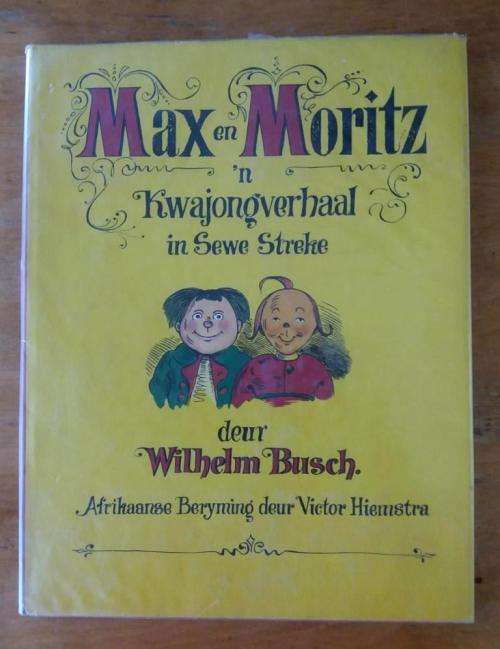 Max en Moritz
'n
Kwajongverhaal
in Sewe Streke
deur
Wilhelm Busch.
Afrikaanse Beryming deur Victor Hiemstra